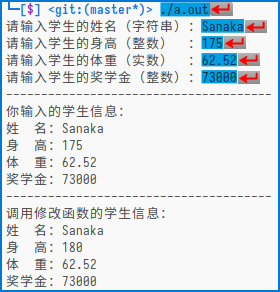 └─[$] <git:(master*)> ./a.out
请输入学生的姓名（字符串）：Sanaka
请输入学生的身高（整数） ：175
请输入学生的体重（实数） ：62.52
请输入学生的奖学金（整数）：73000
------------------------------------
你输入的学生信息：
姓　名：Sanaka
身　高：175
体　重：62.52
奖学金：73000
------------------------------------
调用修改函数的学生信息：
姓　名：Sanaka
身　高：180
体　重：62.52
奖学金：73000